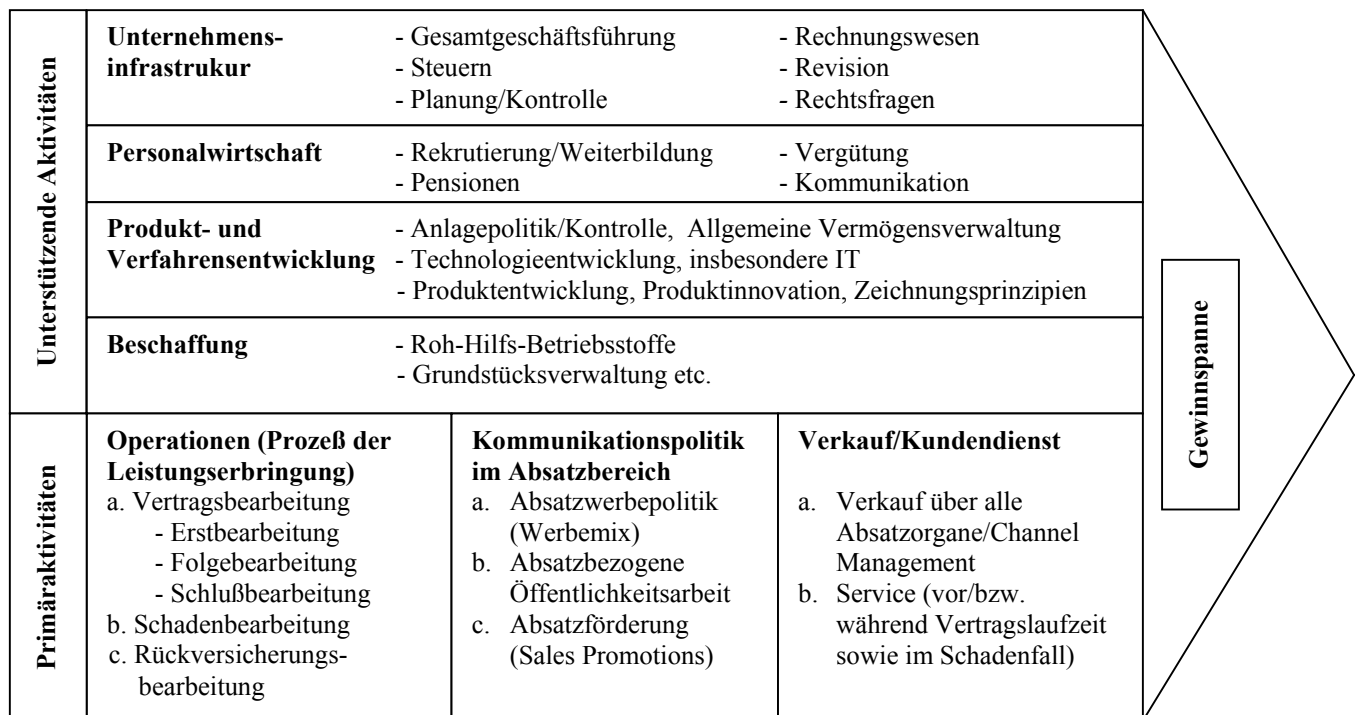 Unterstützende Aktivitäten
Unternehmens- - Gesamtgeschäftsführung - Rechnungswesen
infrastrukur - Steuern - Revision
- Planung/Kontrolle - Rechtsfragen
Personalwirtschaft - Rekrutierung/Weiterbildung - Vergütung
- Pensionen - Kommunikation
Produkt- und - Anlagepolitik/Kontrolle, Allgemeine Vermögensverwaltung
Verfahrensentwicklung - Technologieentwicklung, insbesondere IT
- Produktentwicklung, Produktinnovation, Zeichnungsprinzipien
Beschaffung - Roh-Hilfs-Betriebsstoffe
- Grundstücksverwaltung etc.
Primäraktivitäten
Operationen (Prozeß der
Leistungserbringung)
a. Vertragsbearbeitung
- Erstbearbeitung
- Folgebearbeitung
- Schlußbearbeitung
b. Schadenbearbeitung
c. Rückversicherungs-
bearbeitung
Kommunikationspolitik
im Absatzbereich
a. Absatzwerbepolitik
(Werbemix)
b. Absatzbezogene
Öffentlichkeitsarbeit
c. Absatzförderung
(Sales Promotions)
Verkauf/Kundendienst
a. Verkauf über alle
Absatzorgane/Channel
Management
b. Service (vor/bzw.
während Vertragslaufzeit
sowie im Schadenfall)
Gewinnspanne